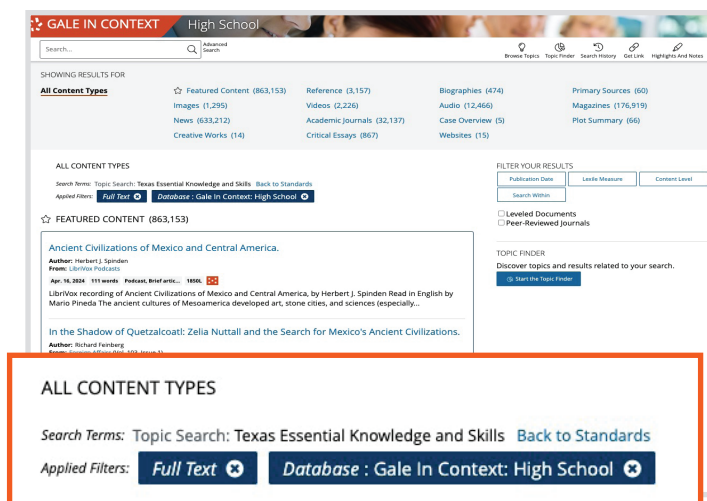 GALE IN CONTEXT High School
Search...
Advanced
Search
Browse Topics Topic Finder Search History Get Link Highlights And Notes
SHOWING RESULTS FOR
All Content Types
Featured Content (863,153) Reference (3,157) Biographies (474) Primary Sources (60)
Images (1,295) Videos (2,226) Audio (12,466) Magazines (176,919)
News (633,212) Academic Journals (32,137) Case Overview (5) Plot Summary (66)
Creative Works (14) Critical Essays (867) Websites (15)
ALL CONTENT TYPES
Search Terms: Topic Search: Texas Essential Knowledge and Skills Back to Standards
Applied Filters: Full Text Database : Gale In Context: High School
FEATURED CONTENT (863,153)
Ancient Civilizations of Mexico and Central America.
Author: Herbert J. Spinden
From: LibriVox Podcasts
Apr. 16, 2024 111 words Podcast, Brief artic... 1850L
LibriVox recording of Ancient Civilizations of Mexico and Central America, by Herbert J. Spinden Read in English by
Mario Pineda The ancient cultures of Mesoamerica developed art, stone cities, and sciences (especially...
In the Shadow of Quetzalcoatl: Zelia Nuttall and the Search for Mexico's Ancient Civilizations.
Author: Richard Feinberg
From: Foreign Affairs (Vol. 103, Issue 1)
FILTER YOUR RESULTS
Publication Date Lexile Measure Content Level
Search Within
Leveled Documents
Peer-Reviewed Journals
TOPIC FINDER
Discover topics and results related to your search.
Start the Topic Finder
ALL CONTENT TYPES
Search Terms: Topic Search: Texas Essential Knowledge and Skills Back to Standards
Applied Filters: Full Text Database : Gale In Context: High School